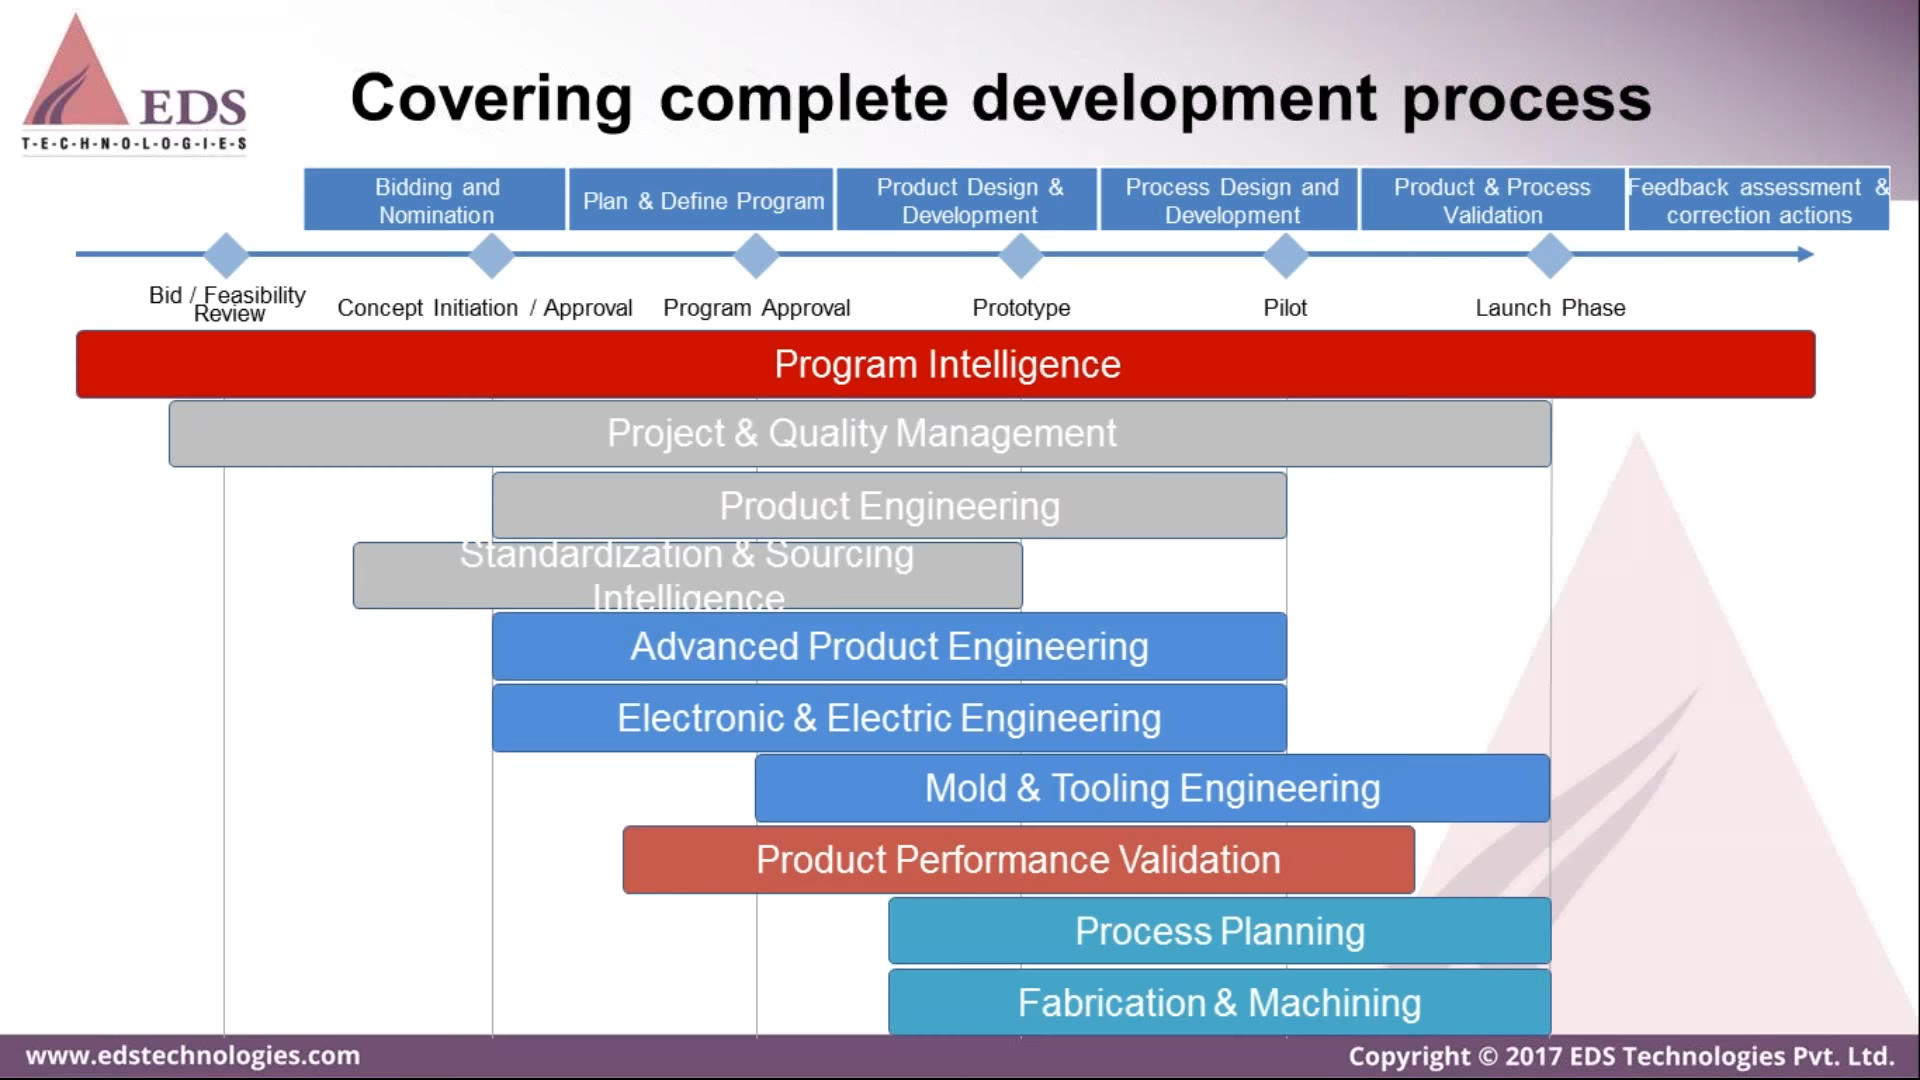 EDS
T-E-C-H-N-O-L-O-G-I-E-S
Covering complete development process
Bidding and
Nomination
Plan & Define Program
Product Design &
Development
Process Design and
Development
Product & Process
Validation
Feedback assessment &
correction actions
Bid / Feasibility
Review
Concept Initiation / Approval
Program Approval
Prototype
Pilot
Launch Phase
Program Intelligence
Project & Quality Management
Product Engineering
Standardization & Sourcing
Intelligence
Advanced Product Engineering
Electronic & Electric Engineering
Mold & Tooling Engineering
Product Performance Validation
Process Planning
Fabrication & Machining
www.edstechnologies.com
Copyright © 2017 EDS Technologies Pvt. Ltd.